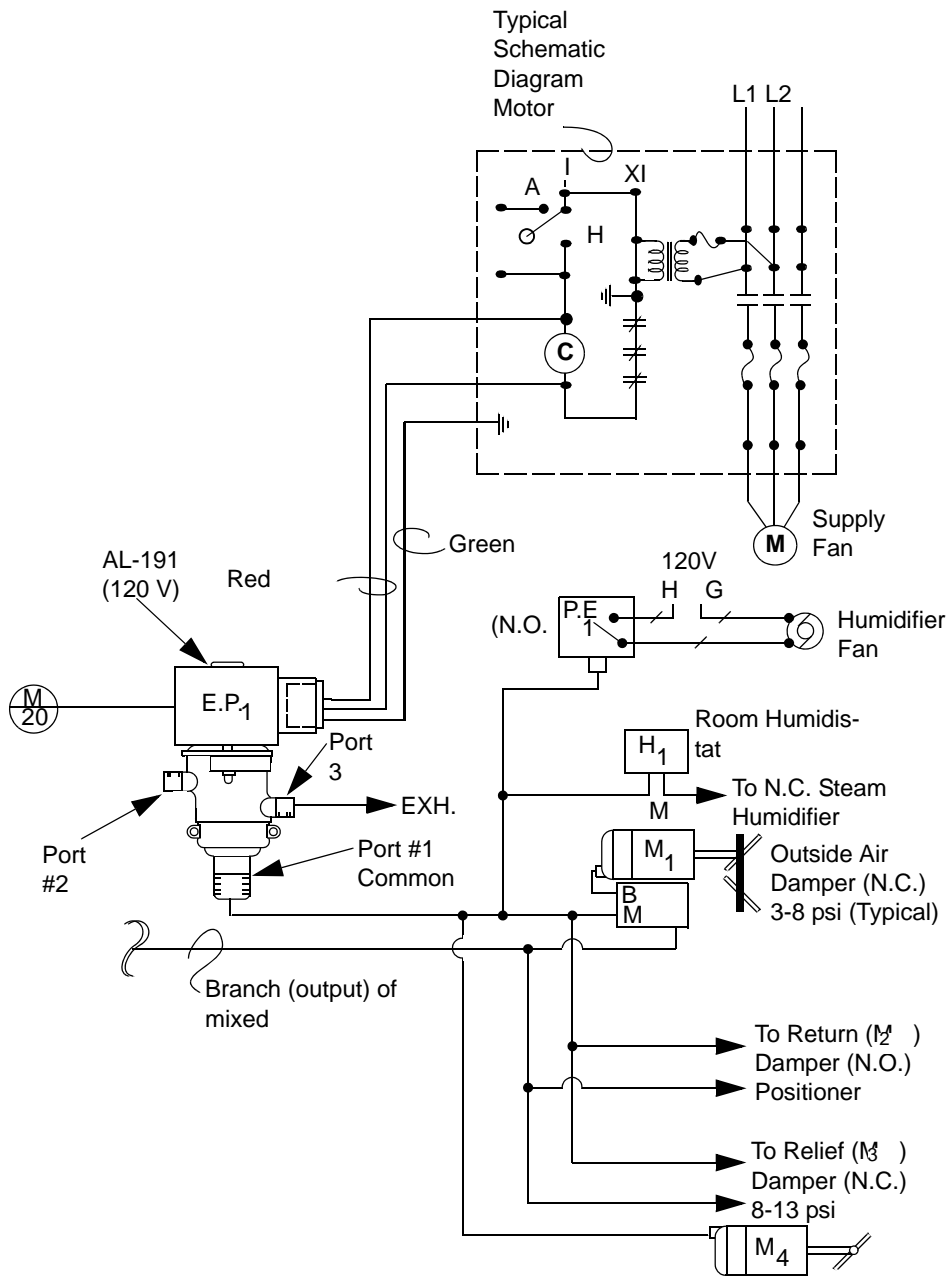 Typical
Schematic
Diagram
Motor
L1 L2
I
XI
A
H
C
Supply
Fan
M
Green
AL-191
(120 V)
Red
120V
H G
(N.O.
P.E
1
Humidifier
Fan
M
20
E.P.1
Room Humidis-
tat
H1
Port
3
EXH.
M
To N.C. Steam
Humidifier
Port
#2
Port #1
Common
M1
B
M
Outside Air
Damper (N.C.)
3-8 psi (Typical)
Branch (output) of
mixed
To Return (M2 )
Damper (N.O.)
Positioner
To Relief (M3 )
Damper (N.C.)
8-13 psi
M4